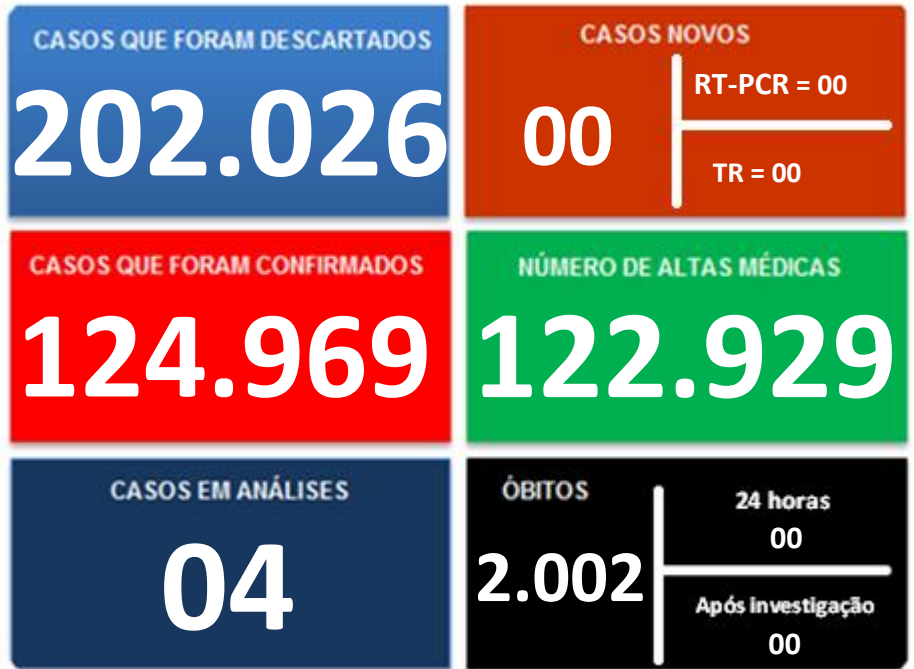 CASOS QUE FORAM DESCARTADOS
202.026
CASOS NOVOS
00
RT-PCR = 00
TR = 00
CASOS QUE FORAM CONFIRMADOS
124.969
NÚMERO DE ALTAS MÉDICAS
122.929
CASOS EM ANÁLISES
04
ÓBITOS
2.002
24 horas
00
Após investigação
00